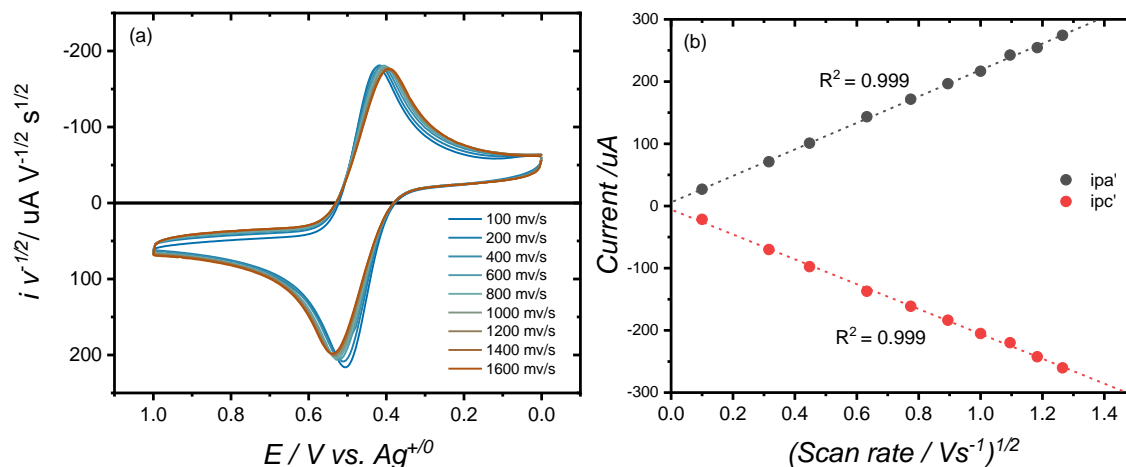 (a)
-200
-100
0
100
200
i v-1/2/ uA V-1/2 s1/2
1.0 0.8 0.6 0.4 0.2 0.0
E / V vs. Ag+/0
100 mv/s
200 mv/s
400 mv/s
600 mv/s
800 mv/s
1000 mv/s
1200 mv/s
1400 mv/s
1600 mv/s
(b)
300
200
100
0
-100
-200
-300
Current /uA
R2 = 0.999
ipa'
ipc'
R2 = 0.999
0.0 0.2 0.4 0.6 0.8 1.0 1.2 1.4
(Scan rate / Vs-1)1/2